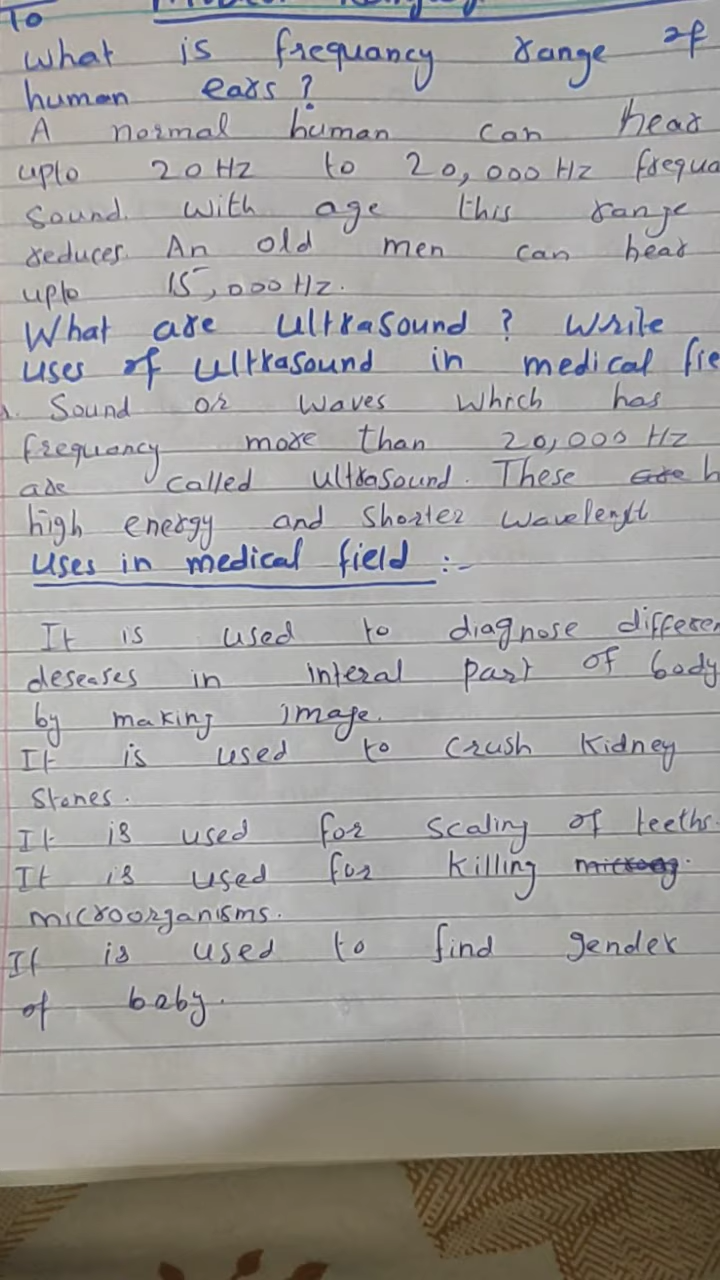 To
What is frequancy range of
human ears?
A normal human can hear
upto 20 Hz to 20,000 Hz frequa
Sound. With age this range
reduces. An old men can hear
upto 15,000 Hz.
What are ultrasound? Write
uses of ultrasound in medical fie
Sound or waves which has
frequancy more than 20,000 Hz
are called ultrasound. These are h
high energy and shorter wavelengt
Uses in medical field :-
It is used to diagnose differen
deseases in interal part of body
by making image.
It is used to crush kidney
stones.
It is used for scaling of teeths.
It is used for killing
microorganisms.
It is used to find gender
of baby.